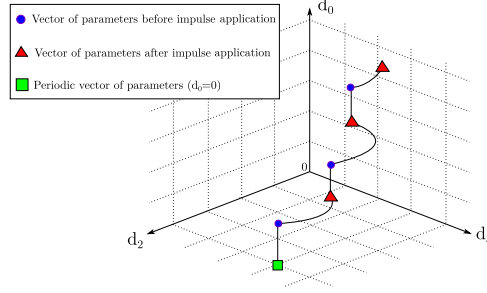 Vector of parameters before impulse application
Vector of parameters after impulse application
Periodic vector of parameters (d₀=0)
d₀
0
d₂
d